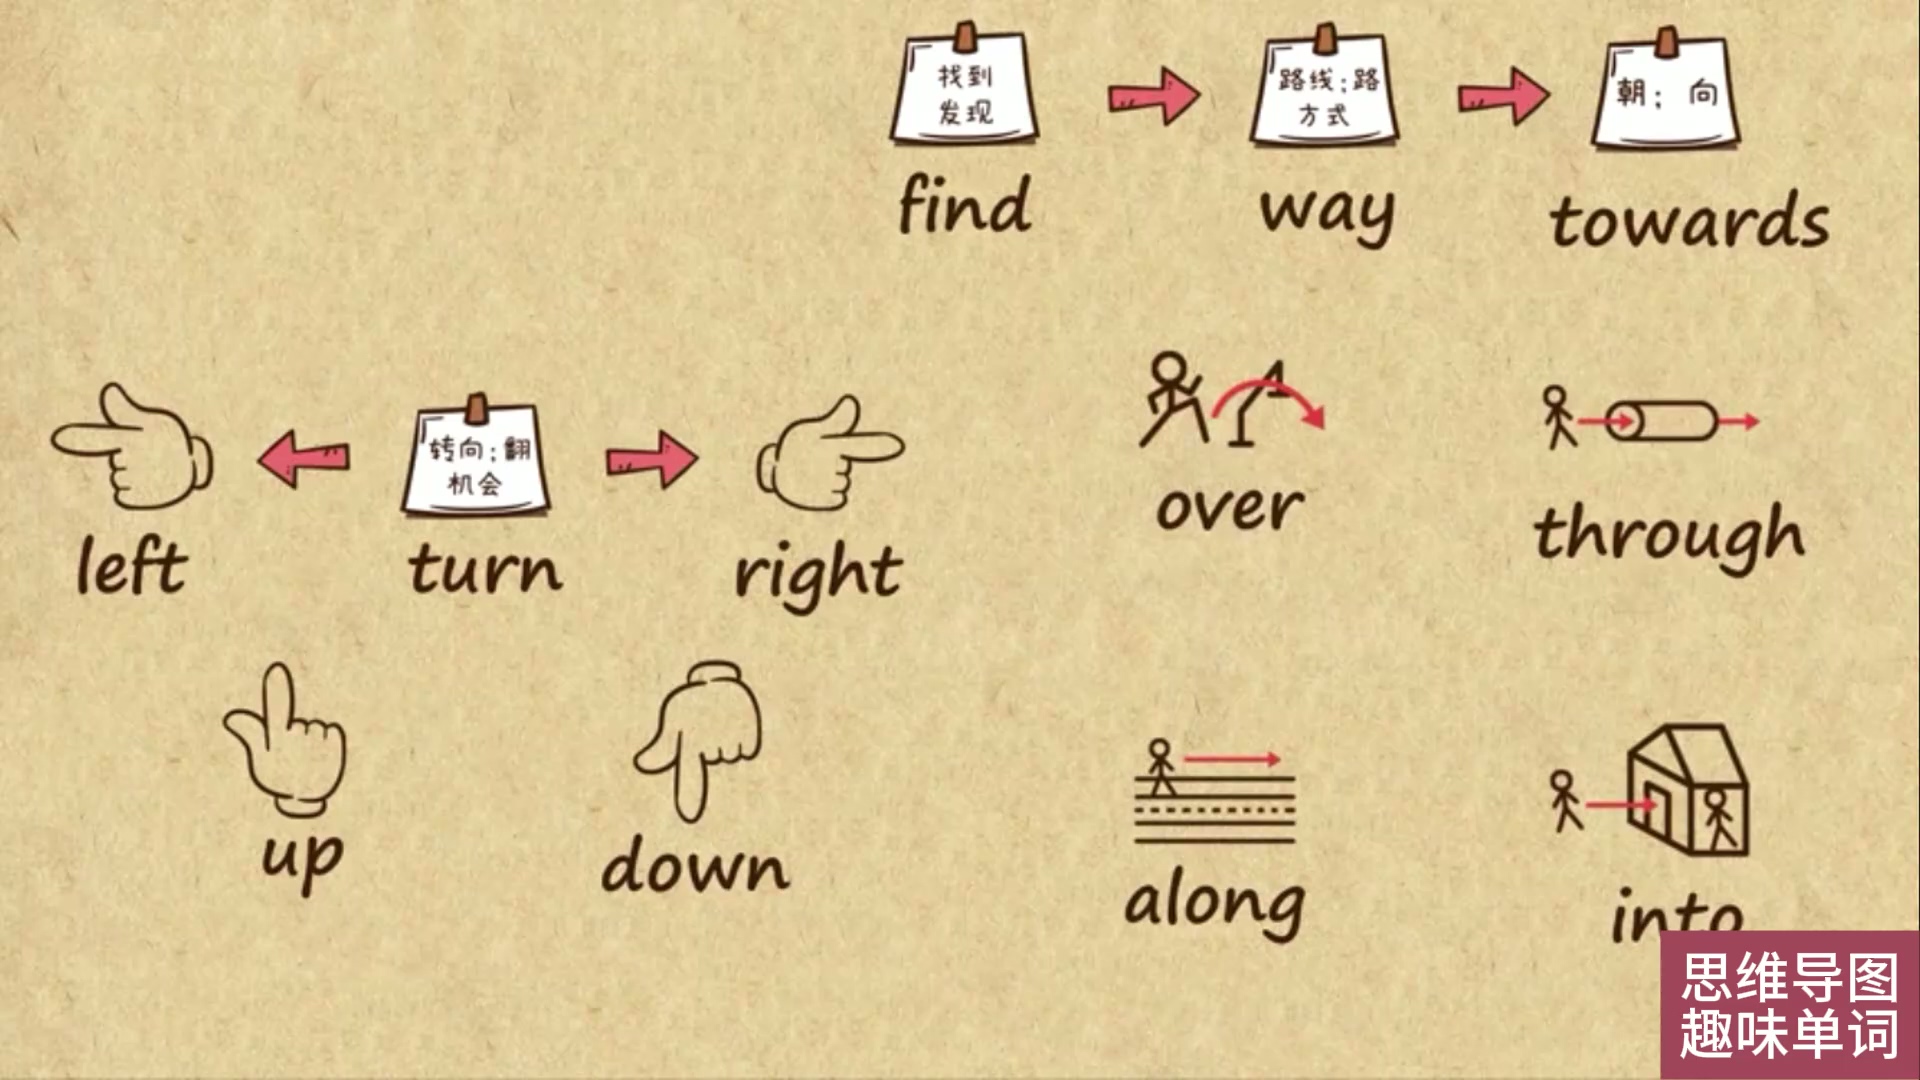 找到
发现
路线;路
方式
朝; 向
find
way
towards
转向;翻
机会
left
turn
right
over
through
up
down
along
into
思维导图
趣味单词